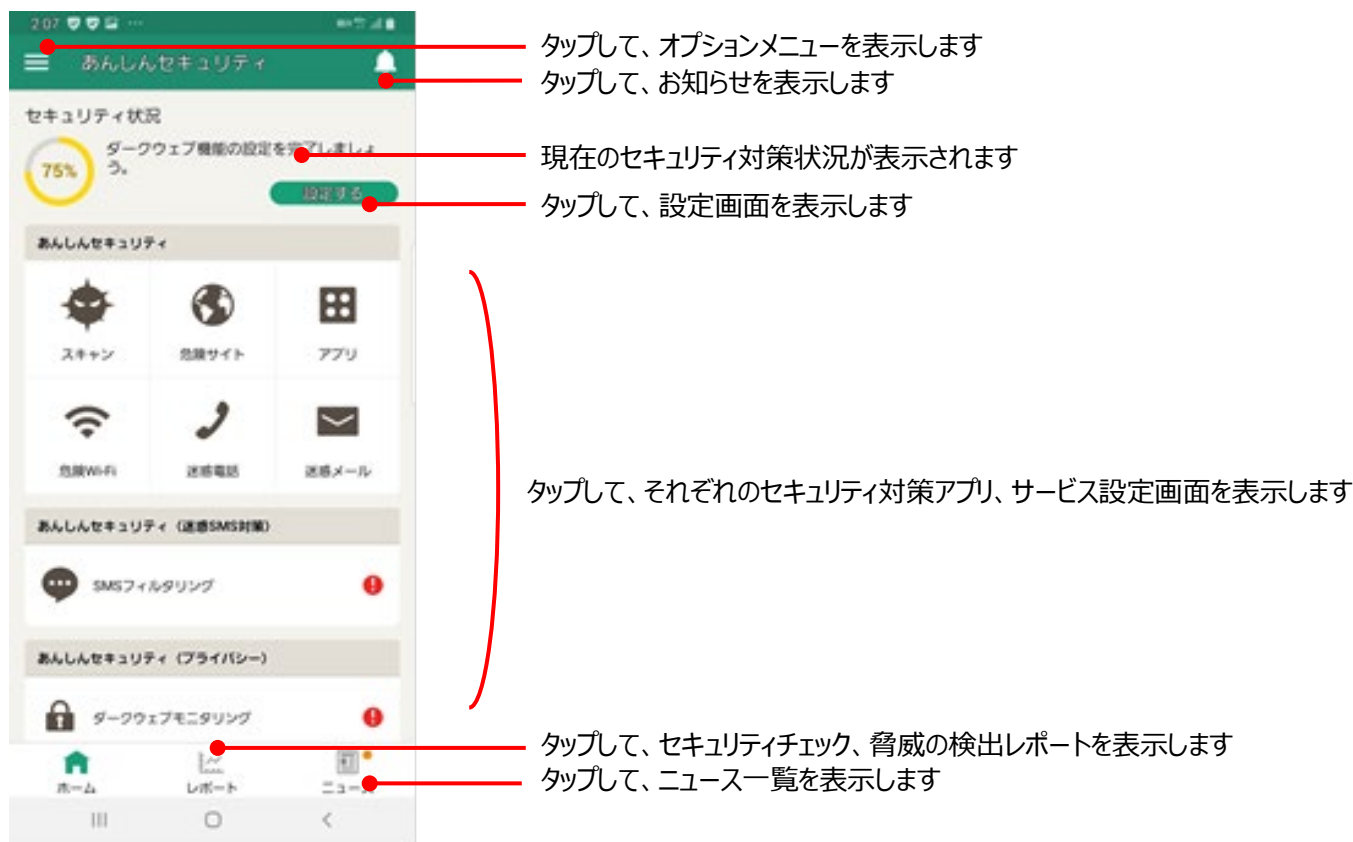 2:07
あんしんセキュリティ
タップして、オプションメニューを表示します
タップして、お知らせを表示します
セキュリティ状況
75%
ダークウェブ機能の設定を完了しましょ
う。
設定する
現在のセキュリティ対策状況が表示されます
タップして、設定画面を表示します
あんしんセキュリティ
スキャン
危険サイト
アプリ
危険Wi-Fi
迷惑電話
迷惑メール
あんしんセキュリティ（迷惑SMS対策）
SMSフィルタリング
あんしんセキュリティ（プライバシー）
ダークウェブモニタリング
タップして、それぞれのセキュリティ対策アプリ、サービス設定画面を表示します
ホーム
レポート
ニュース
タップして、セキュリティチェック、脅威の検出レポートを表示します
タップして、ニュース一覧を表示します